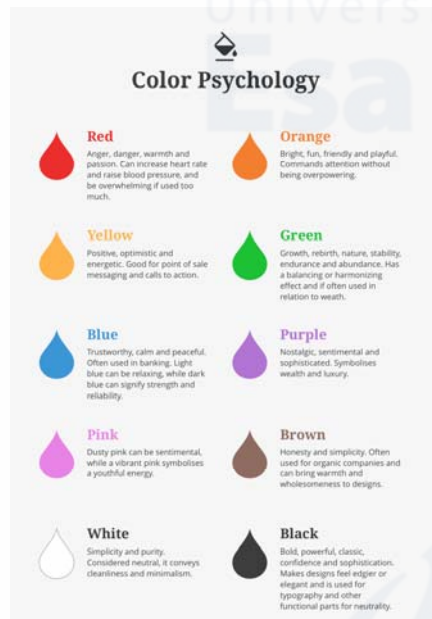 Univers
Esa
Color Psychology
Red
Anger, danger, warmth and
passion. Can increase heart rate
and raise blood pressure, and
be overwhelming if used too
much.
Orange
Bright, fun, friendly and playful.
Commands attention without
being overpowering.
Yellow
Positive, optimistic and
energetic. Good for point of sale
messaging and calls to action.
Green
Growth, rebirth, nature, stability,
endurance and abundance. Has
a balancing or harmonizing
effect and if often used in
relation to weath.
Blue
Trustworthy, calm and peaceful.
Often used in banking. Light
blue can be relaxing, while dark
blue can signify strength and
reliability.
Purple
Nostalgic, sentimental and
sophisticated. Symbolises
wealth and luxury.
Pink
Dusty pink can be sentimental,
while a vibrant pink symbolises
a youthful energy.
Brown
Honesty and simplicity. Often
used for organic companies and
can bring warmth and
wholesomeness to designs.
White
Simplicity and purity.
Considered neutral, it conveys
cleanliness and minimalism.
Black
Bold, powerful, classic,
confidence and sophistication.
Makes designs feel edgier or
elegant and is used for
typography and other
functional parts for neutrality.